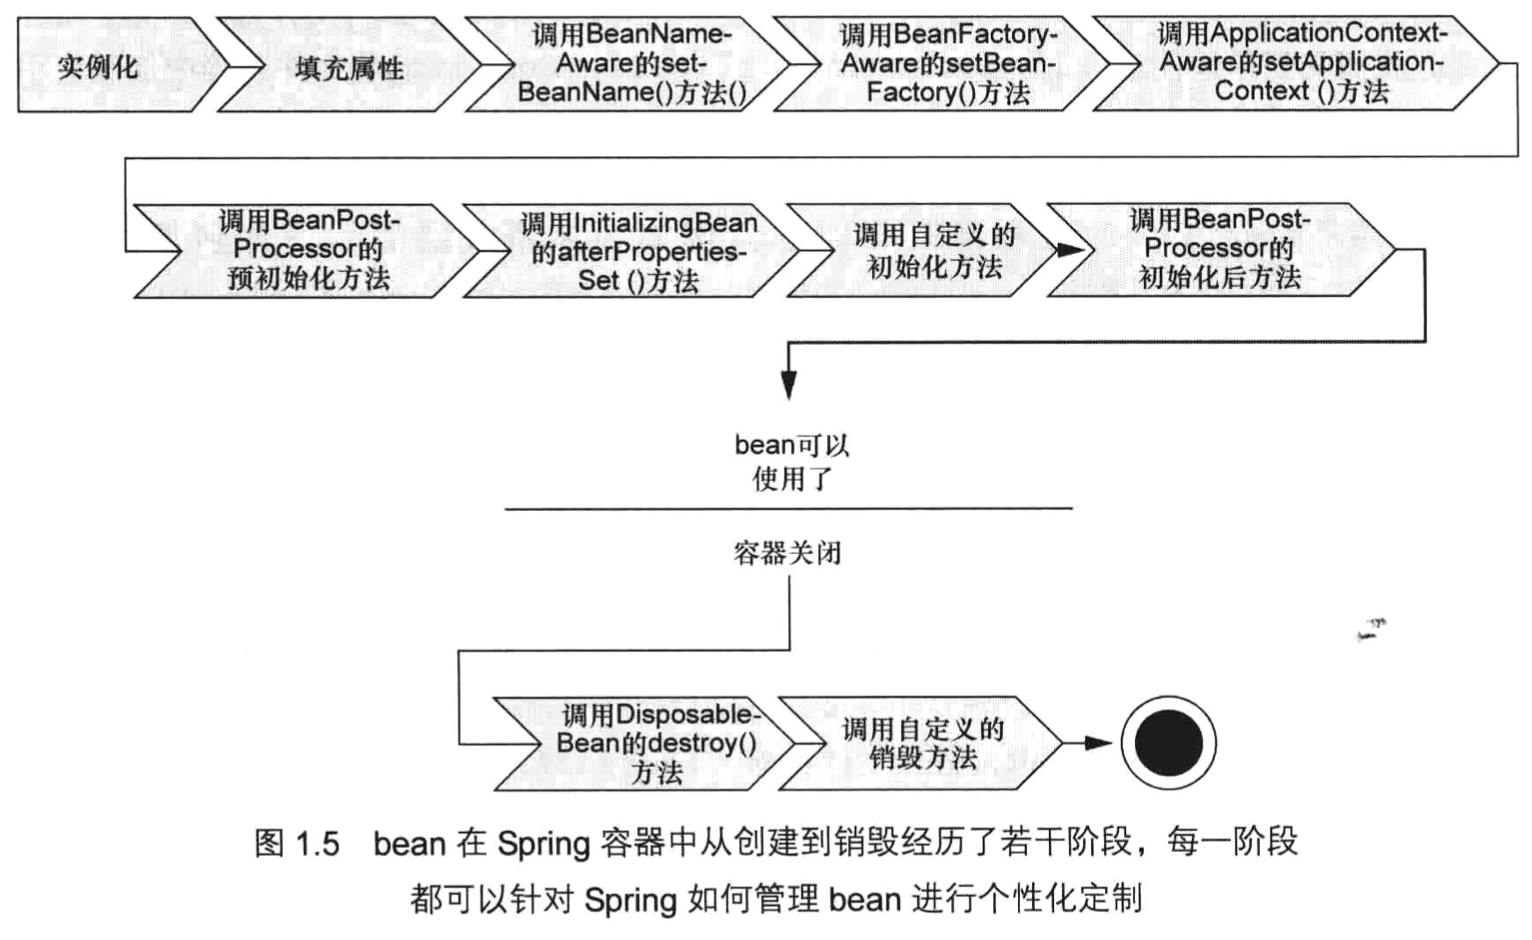 实例化
填充属性
调用BeanName-
Aware的set-
BeanName()方法()
调用BeanFactory-
Aware的setBean-
Factory()方法
调用ApplicationContext-
Aware的setApplication-
Context ()方法
调用BeanPost-
Processor的
预初始化方法
调用InitializingBean
的afterProperties-
Set ()方法
调用自定义的
初始化方法
调用BeanPost-
Processor的
初始化后方法
bean可以
使用了
容器关闭
调用Disposable-
Bean的destroy()
方法
调用自定义的
销毁方法
图 1.5 bean 在 Spring 容器中从创建到销毁经历了若干阶段，每一阶段
都可以针对 Spring 如何管理 bean 进行个性化定制